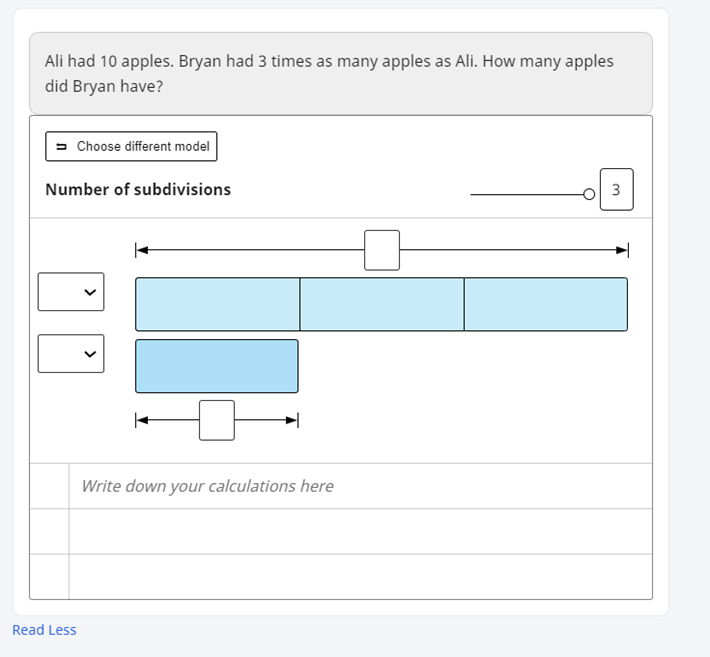 Ali had 10 apples. Bryan had 3 times as many apples as Ali. How many apples
did Bryan have?
Choose different model
Number of subdivisions
3
Write down your calculations here
Read Less